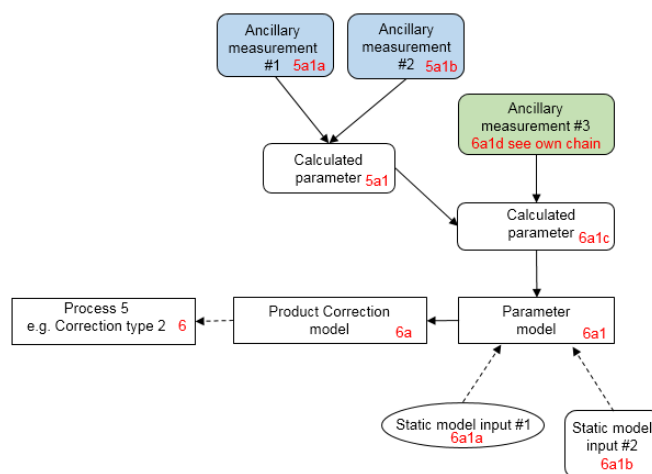 Ancillary
measurement
#1 5a1a
Ancillary
measurement
#2 5a1b
Ancillary
measurement #3
6a1d see own chain
Calculated
parameter
5a1
Calculated
parameter
6a1c
Process 5
e.g. Correction type 2 6
Product Correction
model
6a
Parameter
model
6a1
Static model input #1
6a1a
Static model
input #2
6a1b